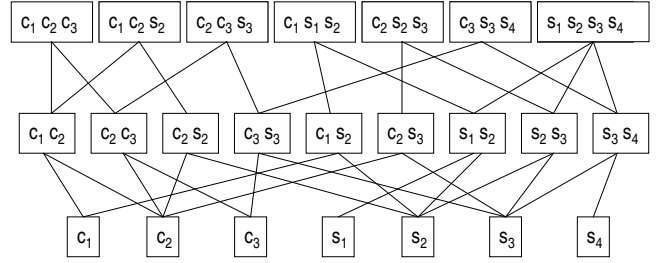 c₁ c₂ c₃ c₁ c₂ s₂ c₂ c₃ s₃ c₁ s₁ s₂ c₂ s₂ s₃ c₃ s₃ s₄ s₁ s₂ s₃ s₄
c₁ c₂ c₂ c₃ c₂ s₂ c₃ s₃ c₁ s₂ c₂ s₃ s₁ s₂ s₂ s₃ s₃ s₄
c₁ c₂ c₃ s₁ s₂ s₃ s₄